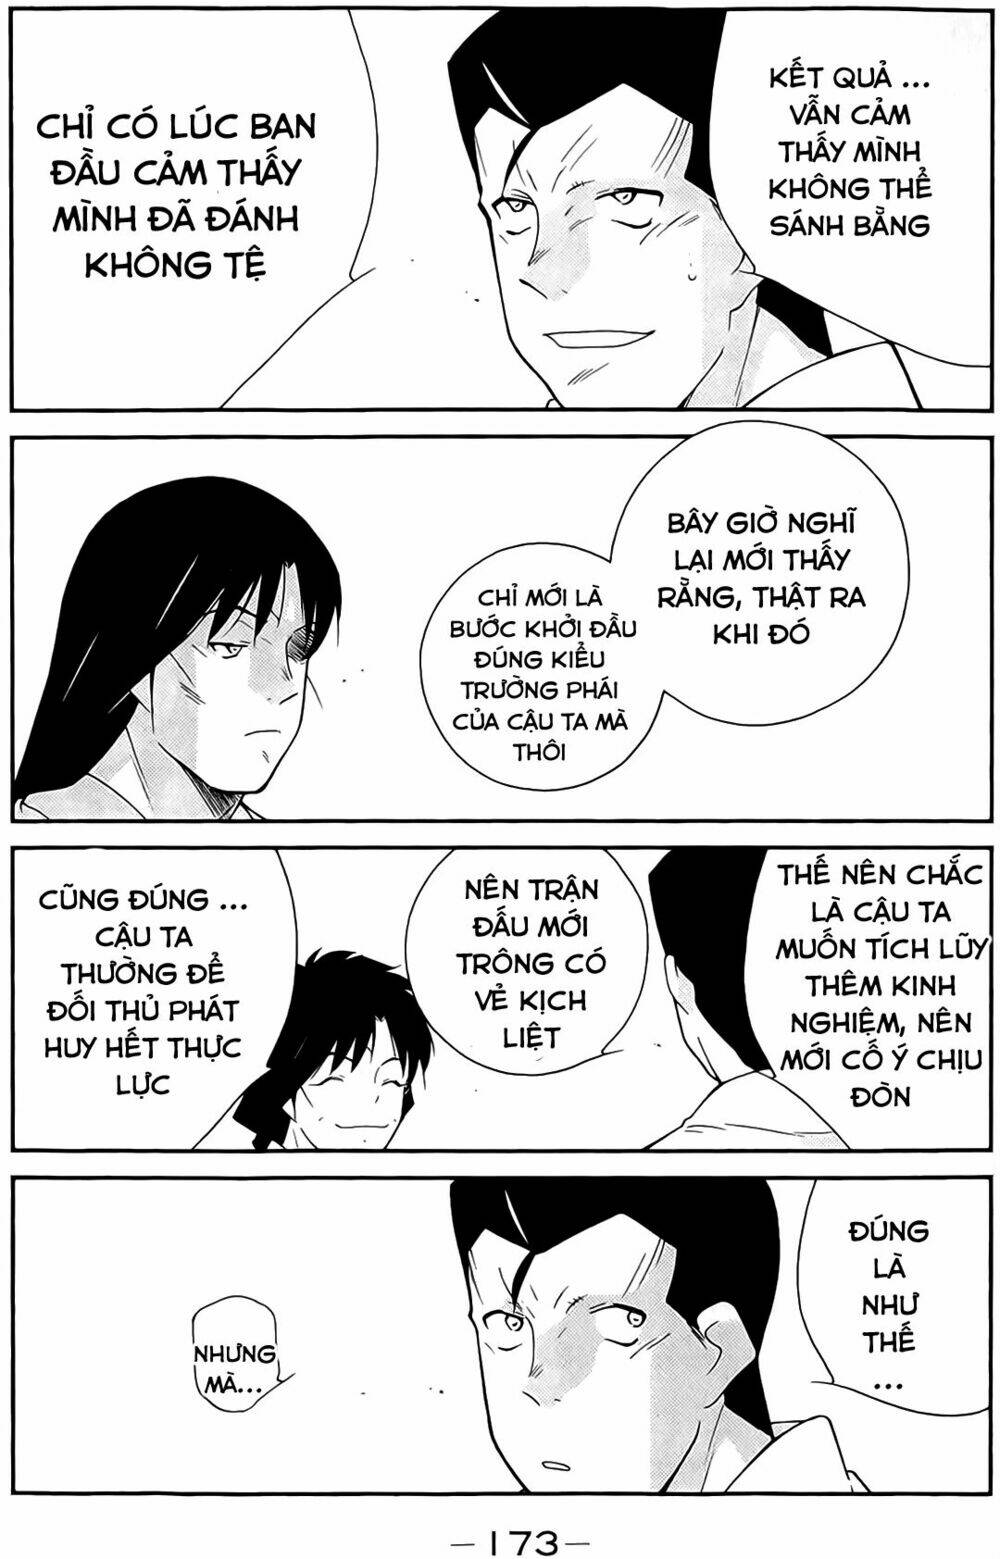 KẾT QUẢ ...
VẪN CẢM
THẤY MÌNH
KHÔNG THỂ
SÁNH BẰNG
CHỈ CÓ LÚC BAN
ĐẦU CẢM THẤY
MÌNH ĐÃ ĐÁNH
KHÔNG TỆ
BÂY GIỜ NGHĨ
LẠI MỚI THẤY
RẰNG, THẬT RA
KHI ĐÓ
CHỈ MỚI LÀ
BƯỚC KHỞI ĐẦU
ĐÚNG KIỂU
TRƯỜNG PHÁI
CỦA CẬU TA MÀ
THÔI
THẾ NÊN CHẮC
LÀ CẬU TA
MUỐN TÍCH LŨY
THÊM KINH
NGHIỆM, NÊN
MỚI CỐ Ý CHỊU
ĐÒN
NÊN TRẬN
ĐẤU MỚI
TRÔNG CÓ
VẺ KỊCH
LIỆT
CŨNG ĐÚNG ...
CẬU TA
THƯỜNG ĐỂ
ĐỐI THỦ PHÁT
HUY HẾT THỰC
LỰC
ĐÚNG
LÀ
NHƯ
THẾ
...
NHƯNG
MÀ...
-173-